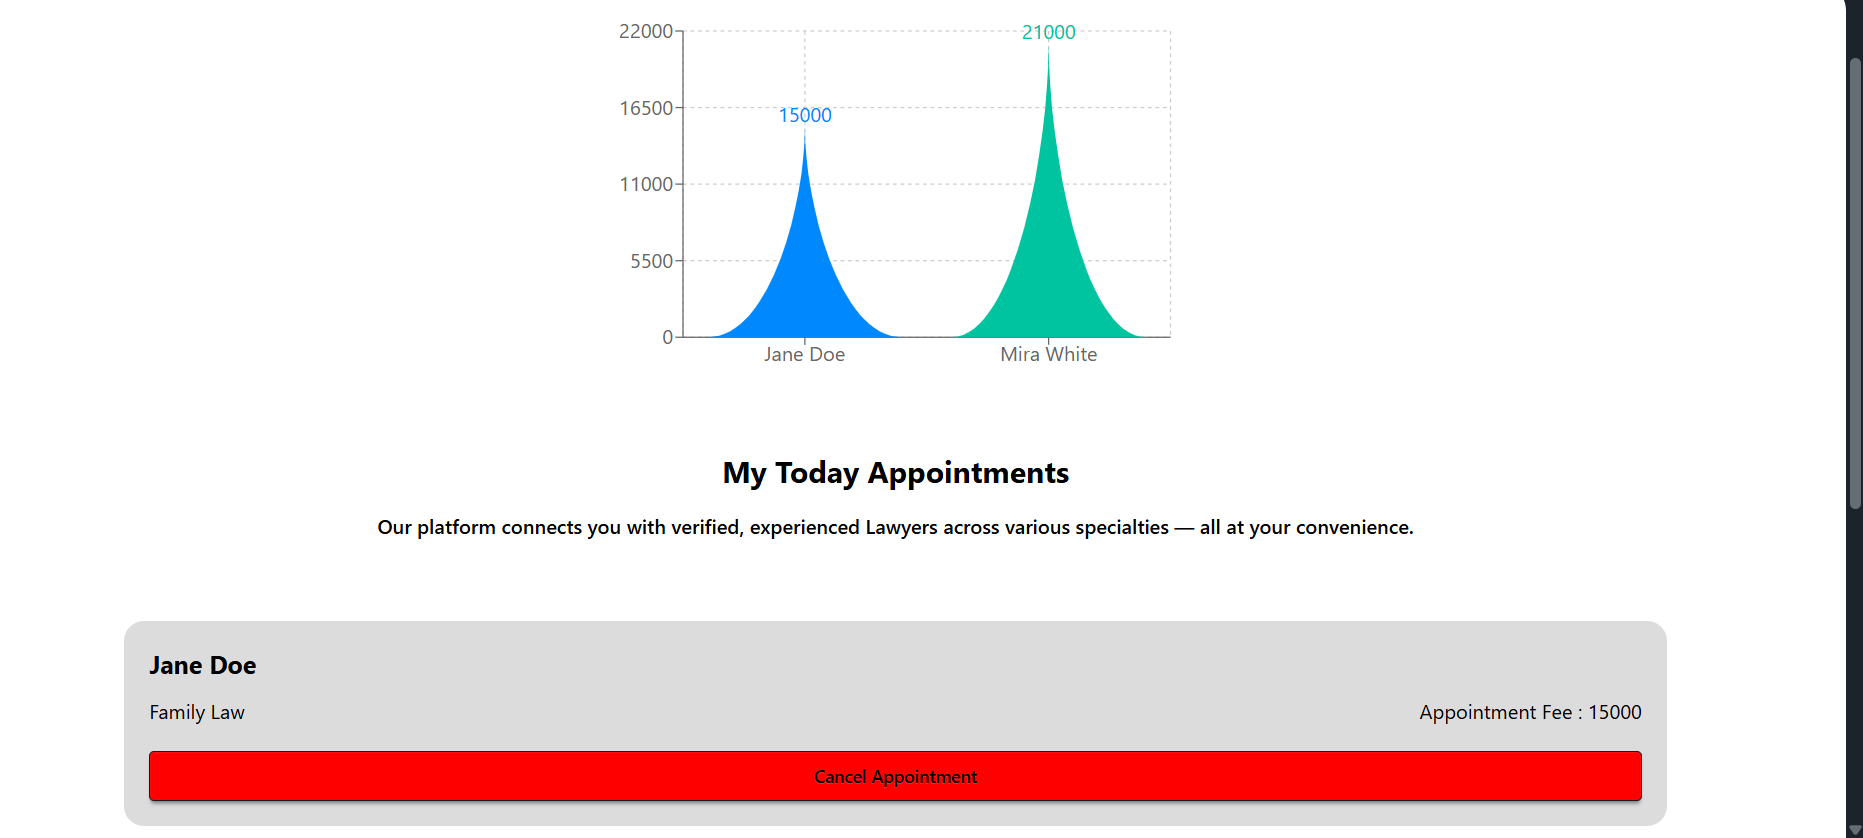 22000
21000
16500
15000
11000
5500
0
Jane Doe
Mira White
My Today Appointments
Our platform connects you with verified, experienced Lawyers across various specialties — all at your convenience.
Jane Doe
Family Law
Appointment Fee : 15000
Cancel Appointment